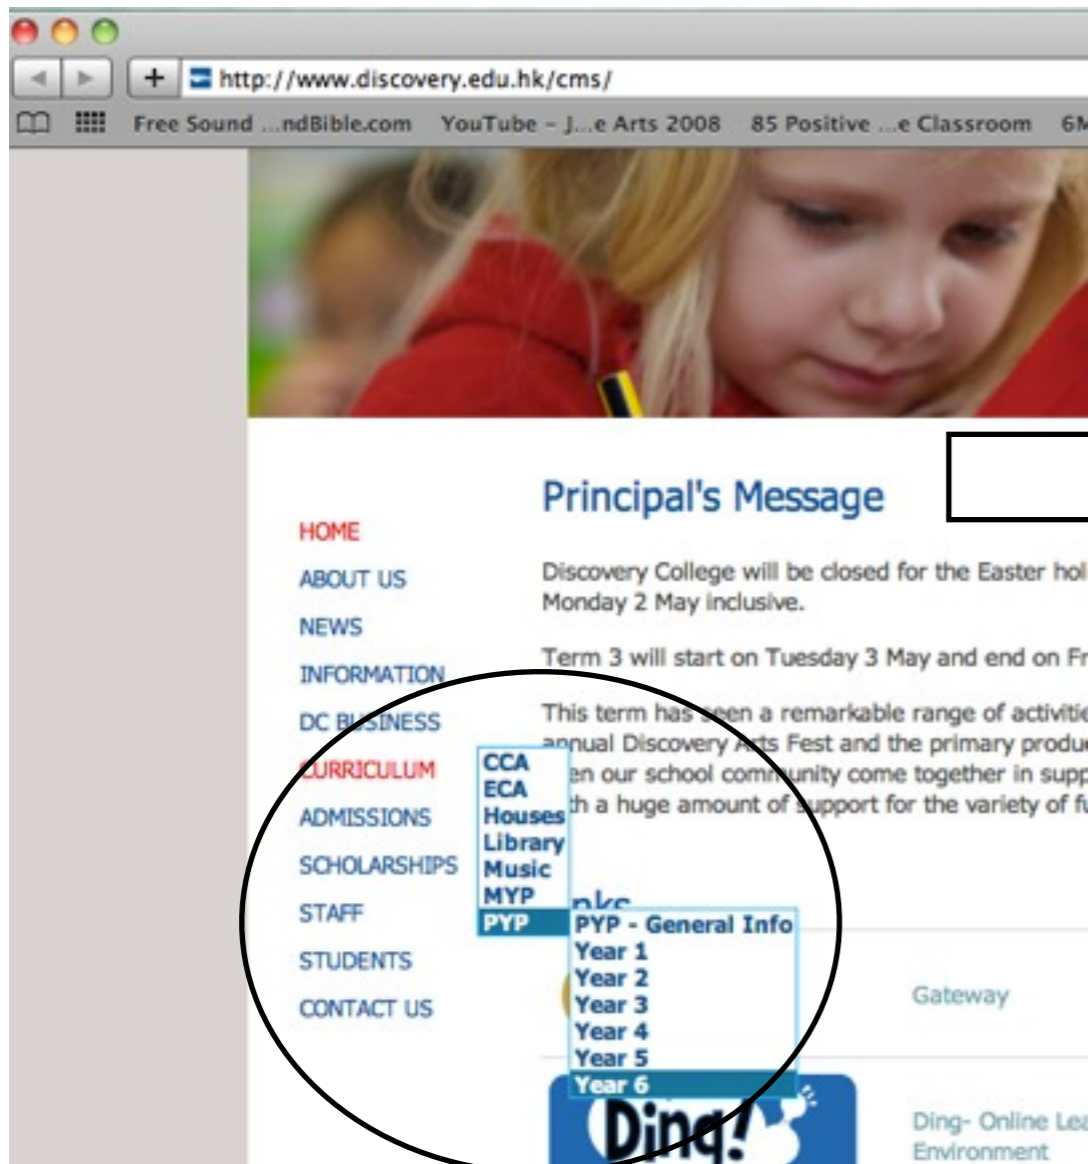 http://www.discovery.edu.hk/cms/
Free Sound ...ndBible.com YouTube – J...e Arts 2008 85 Positive ...e Classroom 6M
Principal's Message
HOME
ABOUT US
NEWS
INFORMATION
DC BUSINESS
CURRICULUM
ADMISSIONS
SCHOLARSHIPS
STAFF
STUDENTS
CONTACT US
CCA
ECA
Houses
Library
Music
MYP
PYP
PYP - General Info
Year 1
Year 2
Year 3
Year 4
Year 5
Year 6
Discovery College will be closed for the Easter hol
Monday 2 May inclusive.
Term 3 will start on Tuesday 3 May and end on Fr
This term has seen a remarkable range of activitie
annual Discovery Arts Fest and the primary produ
en our school community come together in supp
th a huge amount of support for the variety of f
Gateway
Ding!
Ding- Online Lea
Environment